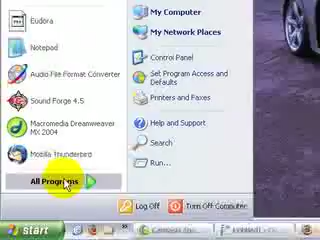 Eudora
Notepad
Audio File Format Converter
Sound Forge 4.5
Macromedia Dreamweaver
MX 2004
Mozilla Thunderbird
All Programs
My Computer
My Network Places
Control Panel
Set Program Access and
Defaults
Printers and Faxes
Help and Support
Search
Run...
Log Off
Turn Off Computer
start